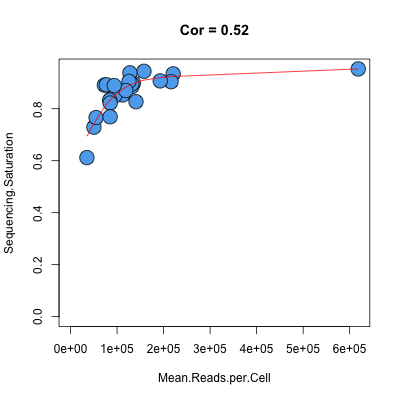 Cor = 0.52
Sequencing.Saturation
0.8
0.6
0.4
0.2
0.0
0e+00 1e+05 2e+05 3e+05 4e+05 5e+05 6e+05
Mean.Reads.per.Cell